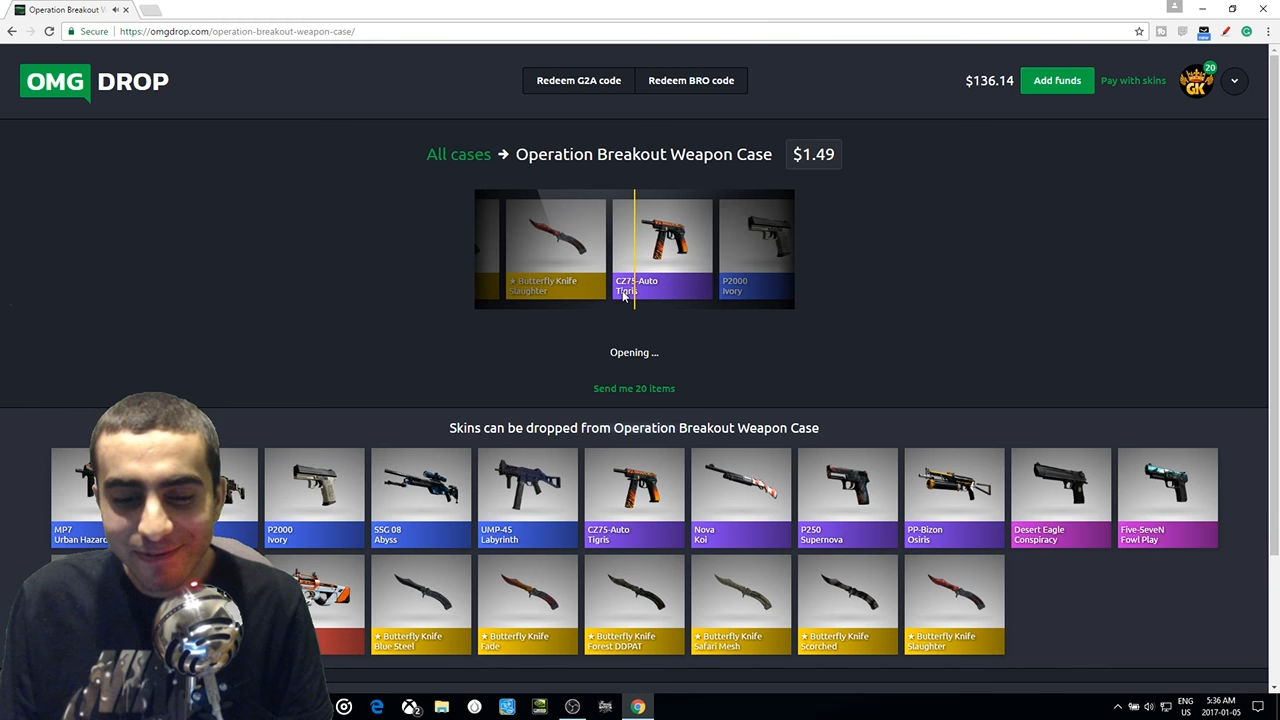 Operation Breakout W
Secure
https://omgdrop.com/operation-breakout-weapon-case/
OMG DROP
Redeem G2A code
Redeem BRO code
$136.14
Add funds
Pay with skins
GK
20
All cases → Operation Breakout Weapon Case
$1.49
★ Butterfly Knife
Slaughter
CZ75-Auto
Tigris
P2000
Ivory
Opening ...
Send me 20 items
Skins can be dropped from Operation Breakout Weapon Case
MP7
Urban Hazard
P2000
Ivory
SSG 08
Abyss
UMP-45
Labyrinth
CZ75-Auto
Tigris
Nova
Koi
P250
Supernova
PP-Bizon
Osiris
Desert Eagle
Conspiracy
Five-SeveN
Fowl Play
★ Butterfly Knife
Blue Steel
★ Butterfly Knife
Fade
★ Butterfly Knife
Forest DDPAT
★ Butterfly Knife
Safari Mesh
★ Butterfly Knife
Scorched
★ Butterfly Knife
Slaughter
2
ENG
US
5:36 AM
2017-01-05